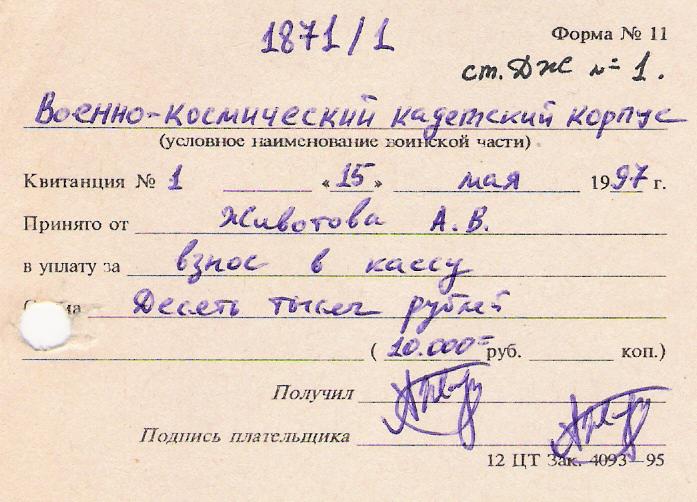 1871/1
Форма № 11
ст. ДЖ № 1.
Военно-космический кадетский корпус
(условное наименование воинской части)
Квитанция № 1 «15» мая 1997 г.
Принято от Животова А.В.
в уплату за взнос в кассу
Десеть тысеч рублей
(10.000= руб. коп.)
Получил
Подпись плательщика
12 ЦТ Зак. 4093—95